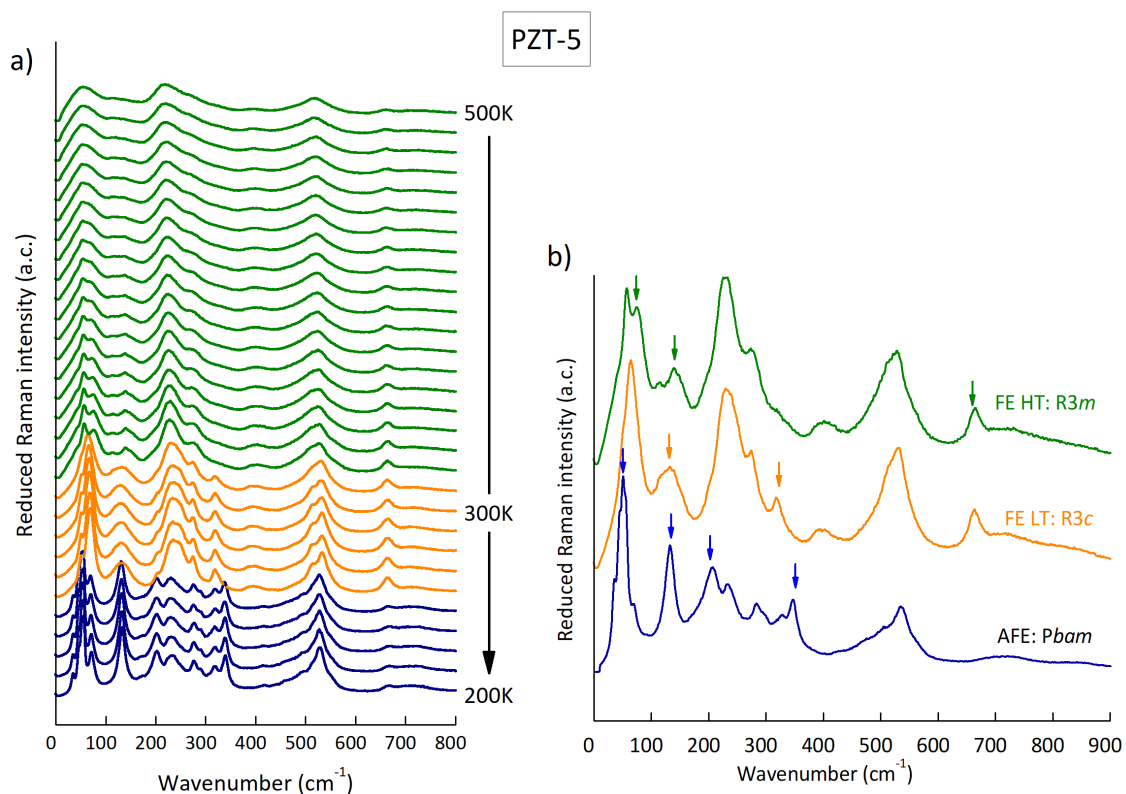 PZT-5
a)
500K
300K
200K
Reduced Raman intensity (a.c.)
0 100 200 300 400 500 600 700 800
Wavenumber (cm⁻¹)
b)
FE HT: R3m
FE LT: R3c
AFE: Pbam
Reduced Raman intensity (a.c.)
0 100 200 300 400 500 600 700 800 900
Wavenumber (cm⁻¹)